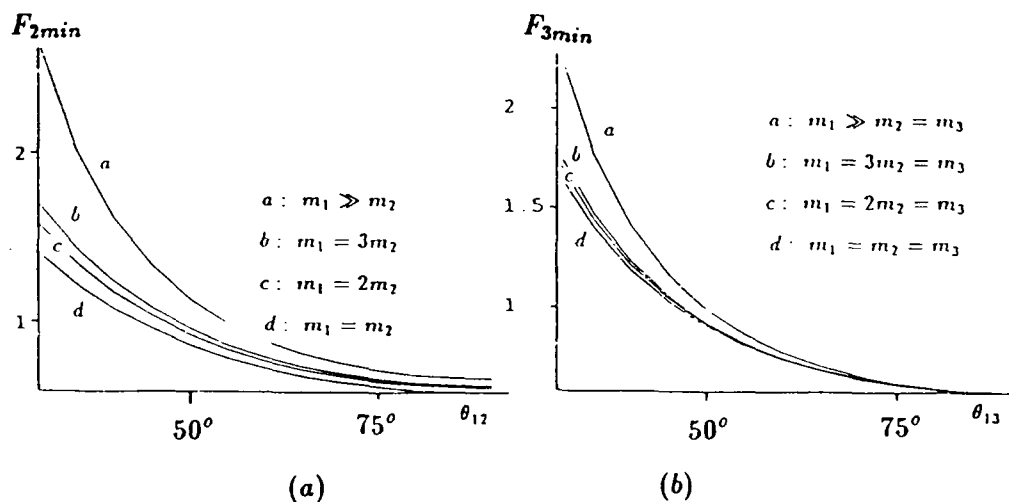 F2min
2
1
a
b
c
d
a : m1 ≫ m2
b : m1 = 3m2
c : m1 = 2m2
d : m1 = m2
50° 75° θ12
(a)
F3min
2
1.5
1
a
b
c
d
a : m1 ≫ m2 = m3
b : m1 = 3m2 = m3
c : m1 = 2m2 = m3
d : m1 = m2 = m3
50° 75° θ13
(b)